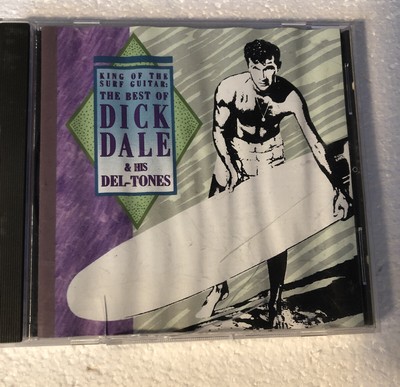 KING OF THE
SURF GUITAR:
THE BEST OF
DICK
DALE
& HIS
DEL-TONES